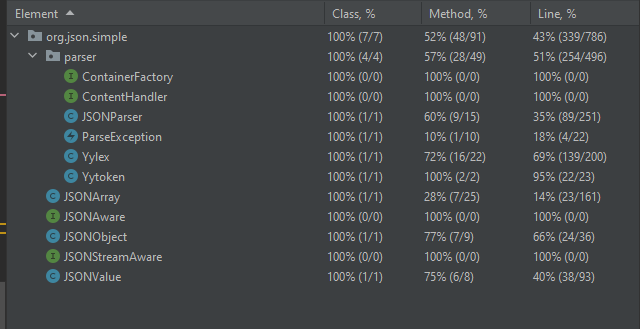 Element Class, % Method, % Line, %
org.json.simple 100% (7/7) 52% (48/91) 43% (339/786)
parser 100% (4/4) 57% (28/49) 51% (254/496)
ContainerFactory 100% (0/0) 100% (0/0) 100% (0/0)
ContentHandler 100% (0/0) 100% (0/0) 100% (0/0)
JSONParser 100% (1/1) 60% (9/15) 35% (89/251)
ParseException 100% (1/1) 10% (1/10) 18% (4/22)
Yylex 100% (1/1) 72% (16/22) 69% (139/200)
Yytoken 100% (1/1) 100% (2/2) 95% (22/23)
JSONArray 100% (1/1) 28% (7/25) 14% (23/161)
JSONAware 100% (0/0) 100% (0/0) 100% (0/0)
JSONObject 100% (1/1) 77% (7/9) 66% (24/36)
JSONStreamAware 100% (0/0) 100% (0/0) 100% (0/0)
JSONValue 100% (1/1) 75% (6/8) 40% (38/93)